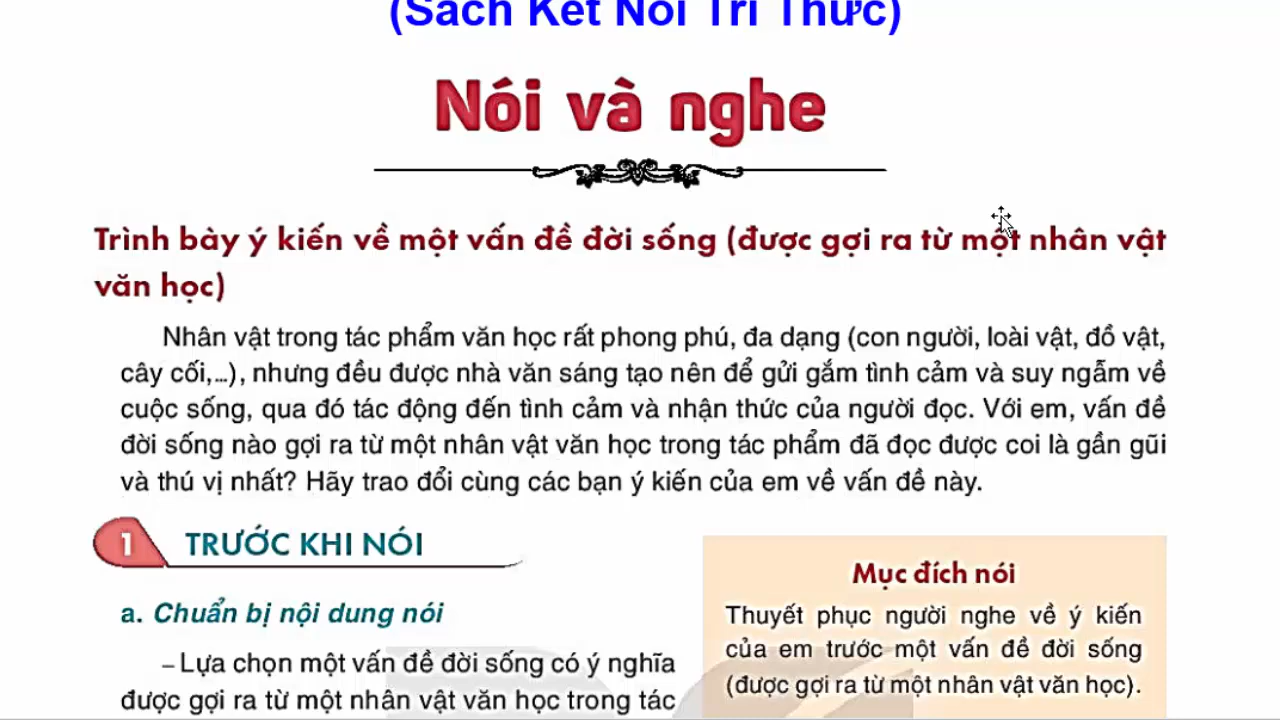 (Sách Kết Nối Tri Thức)
Nói và nghe
Trình bày ý kiến về một vấn đề đời sống (được gợi ra từ một nhân vật
văn học)
Nhân vật trong tác phẩm văn học rất phong phú, đa dạng (con người, loài vật, đồ vật,
cây cối,...), nhưng đều được nhà văn sáng tạo nên để gửi gắm tình cảm và suy ngẫm về
cuộc sống, qua đó tác động đến tình cảm và nhận thức của người đọc. Với em, vấn đề
đời sống nào gợi ra từ một nhân vật văn học trong tác phẩm đã đọc được coi là gần gũi
và thú vị nhất? Hãy trao đổi cùng các bạn ý kiến của em về vấn đề này.
1 TRƯỚC KHI NÓI
a. Chuẩn bị nội dung nói
– Lựa chọn một vấn đề đời sống có ý nghĩa
được gợi ra từ một nhân vật văn học trong tác
Mục đích nói
Thuyết phục người nghe về ý kiến
của em trước một vấn đề đời sống
(được gợi ra từ một nhân vật văn học).